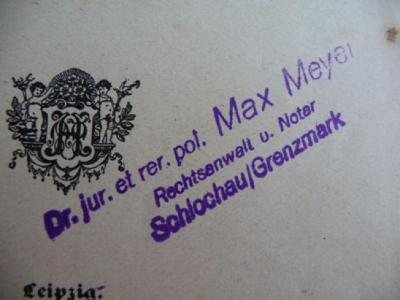 Dr. jur. et rer. pol. Max Meyer
Rechtsanwalt u. Notar
Schlochau/Grenzmark
Leipzig.